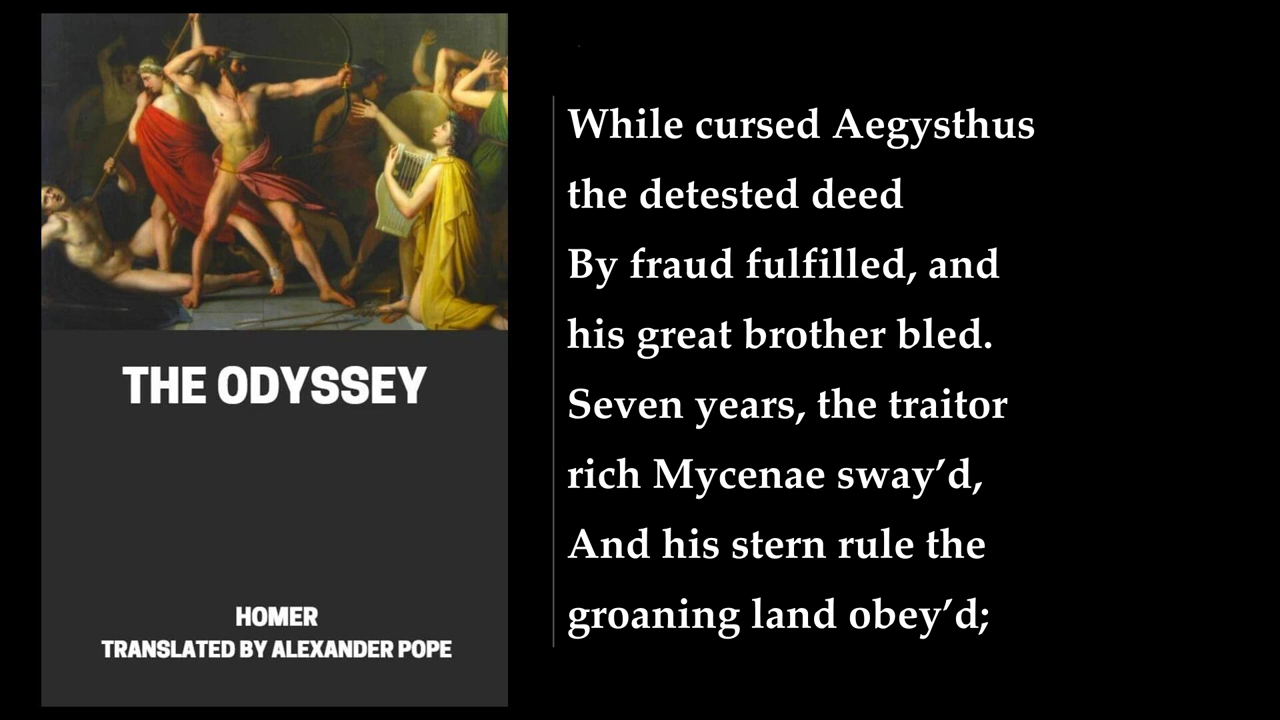 THE ODYSSEY
HOMER
TRANSLATED BY ALEXANDER POPE
While cursed Aegysthus
the detested deed
By fraud fulfilled, and
his great brother bled.
Seven years, the traitor
rich Mycenae sway’d,
And his stern rule the
groaning land obey’d;